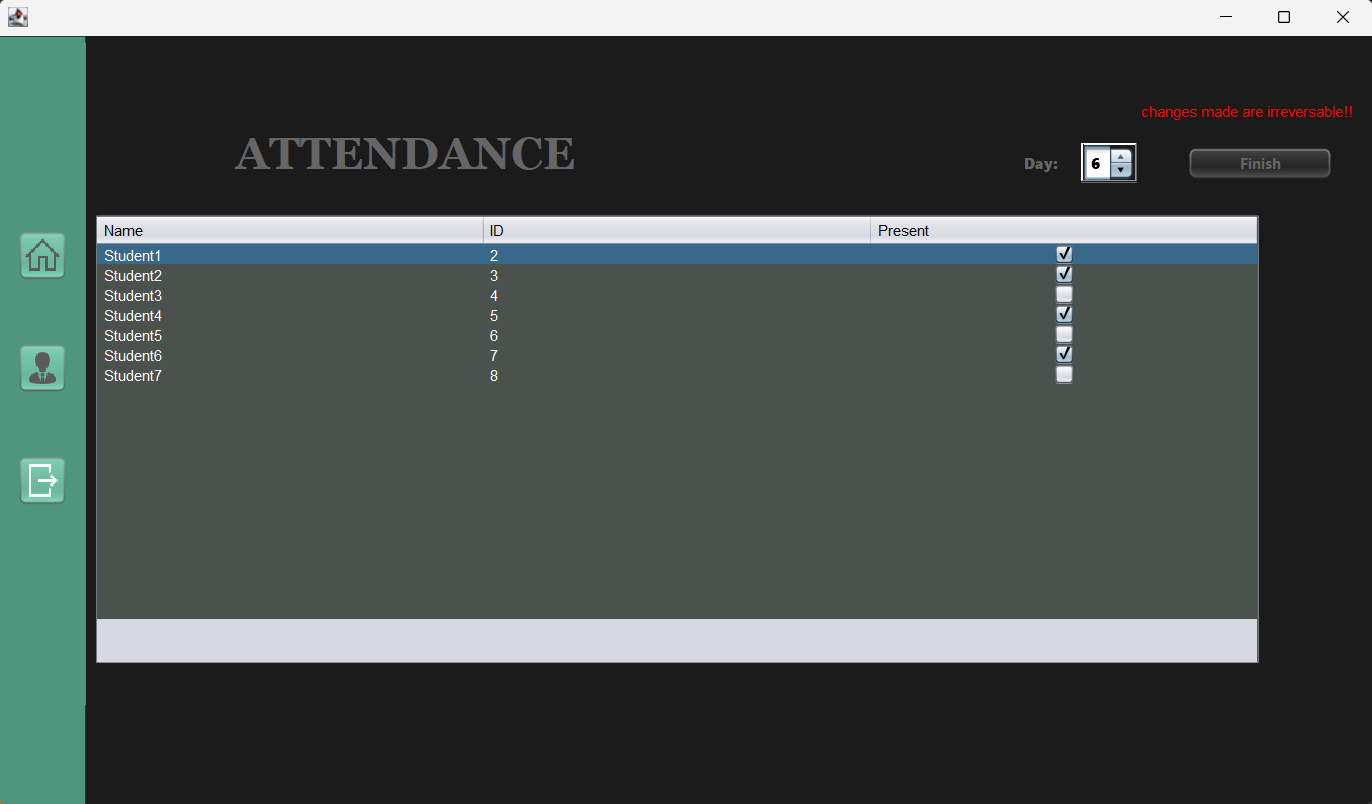 changes made are irreversable!!
ATTENDANCE
Day: 6 Finish
Name ID Present
Student1 2
Student2 3
Student3 4
Student4 5
Student5 6
Student6 7
Student7 8